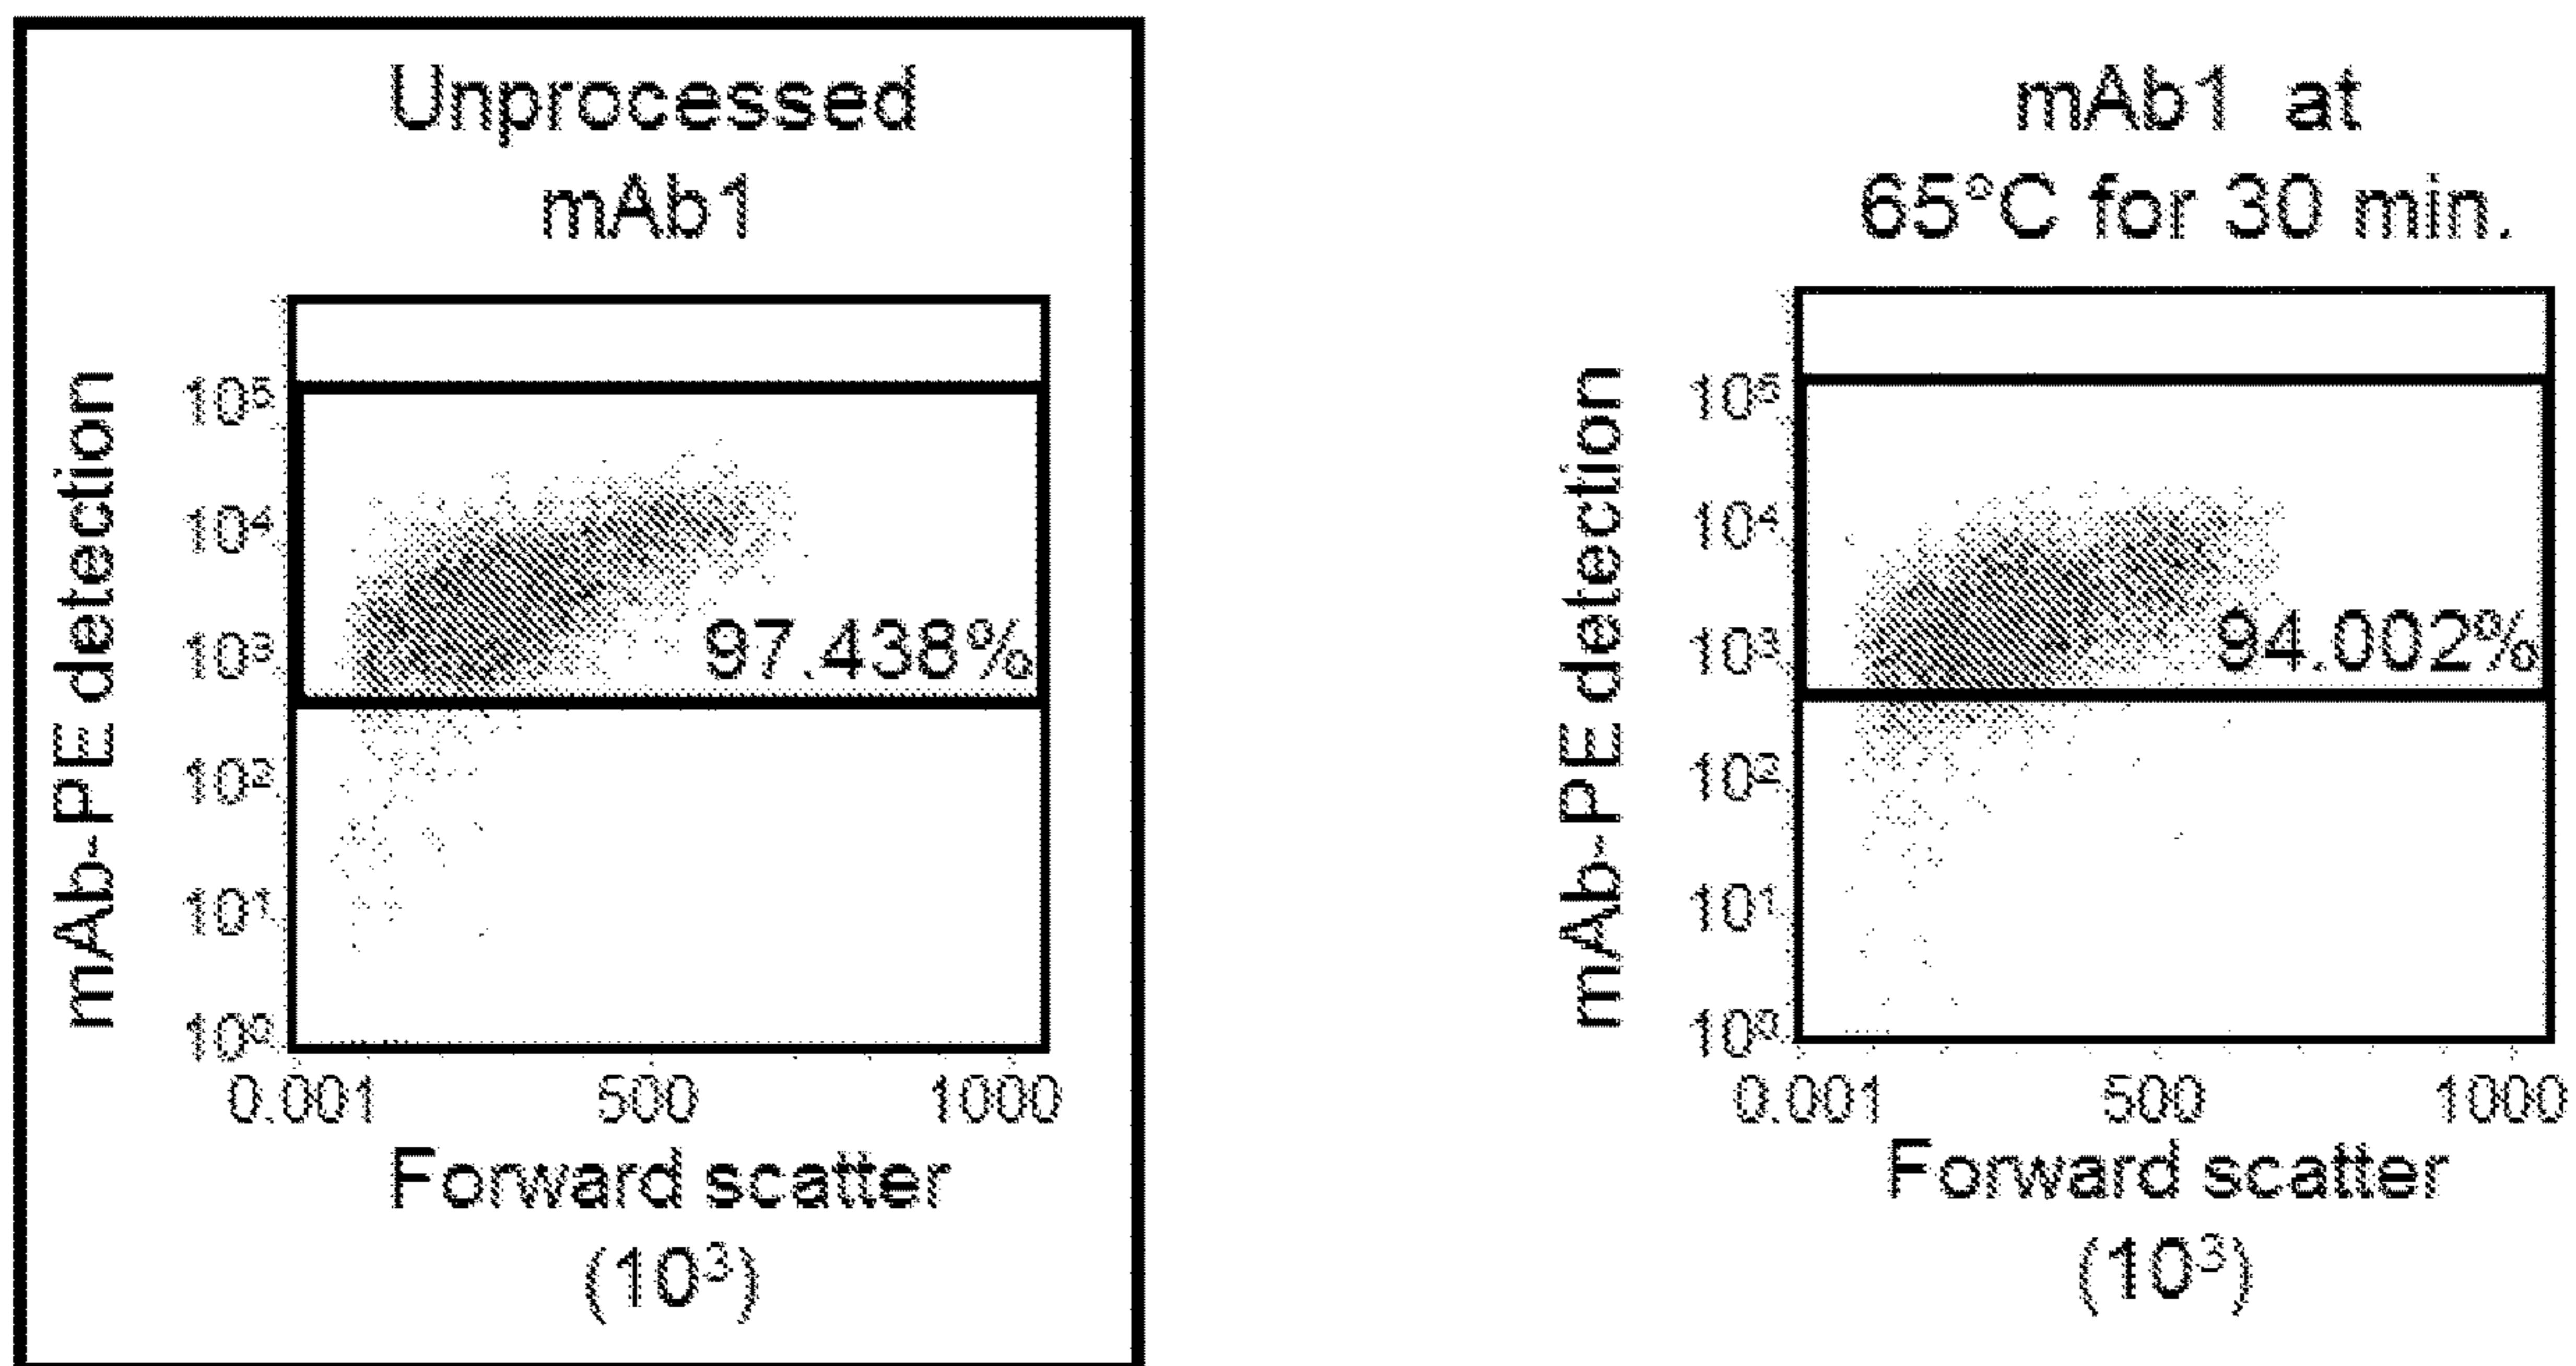 Unprocessed
mAb1
mAb-PE detection
10⁵
10⁴
10³
10²
10¹
10⁰
97.438%
0.001 500 1000
Forward scatter
(10³)
mAb1 at
65°C for 30 min.
mAb-PE detection
10⁵
10⁴
10³
10²
10¹
10⁰
94.002%
0.001 500 1000
Forward scatter
(10³)